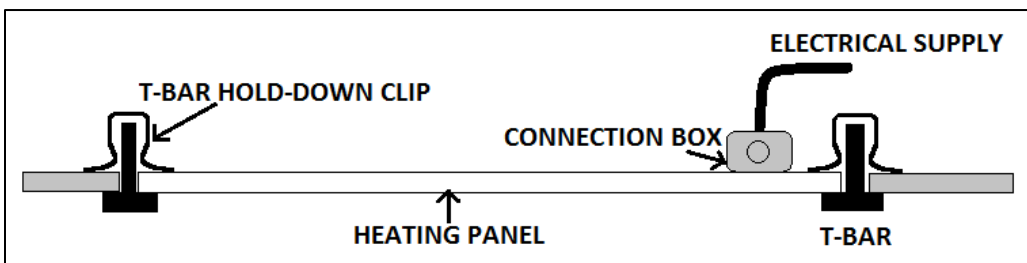 ELECTRICAL SUPPLY
T-BAR HOLD-DOWN CLIP
CONNECTION BOX
HEATING PANEL
T-BAR